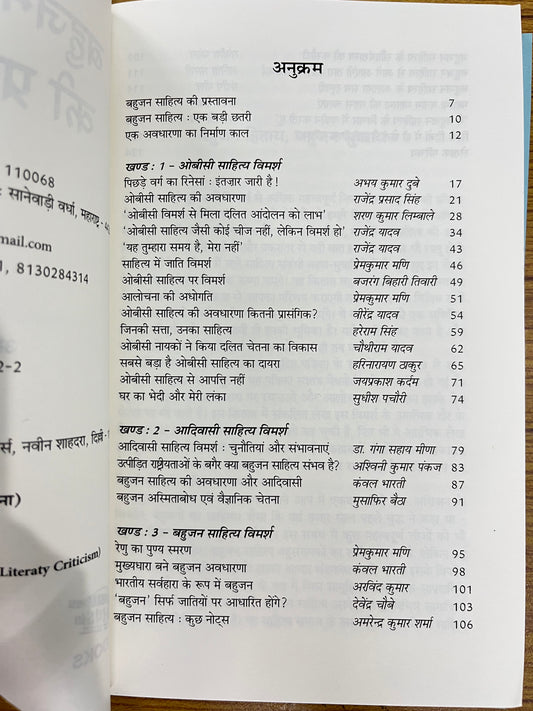 110068
: सानेवाड़ी वर्धा, महाराष्ट्र - 4
mail.com
1, 8130284314
2-2
र्स, नवीन शाहदरा, दिल्ली
ना)
Literaty Criticism)
अनुक्रम
बहुजन साहित्य की प्रस्तावना 7
बहुजन साहित्य : एक बड़ी छतरी 10
एक अवधारणा का निर्माण काल 12
खण्ड : 1 - ओबीसी साहित्य विमर्श
पिछड़े वर्ग का रिनेसां : इंतज़ार जारी है ! अभय कुमार दुबे 17
ओबीसी साहित्य की अवधारणा राजेंद्र प्रसाद सिंह 21
'ओबीसी विमर्श से मिला दलित आंदोलन को लाभ' शरण कुमार लिम्बाले 28
'ओबीसी साहित्य जैसी कोई चीज नहीं, लेकिन विमर्श हो' राजेंद्र यादव 34
'यह तुम्हारा समय है, मेरा नहीं' राजेंद्र यादव 43
साहित्य में जाति विमर्श प्रेमकुमार मणि 46
ओबीसी साहित्य पर विमर्श बजरंग बिहारी तिवारी 49
आलोचना की अधोगति प्रेमकुमार मणि 51
ओबीसी साहित्य की अवधारणा कितनी प्रासंगिक? वीरेंद्र यादव 54
जिनकी सत्ता, उनका साहित्य हरेराम सिंह 59
ओबीसी नायकों ने किया दलित चेतना का विकास चौथीराम यादव 62
सबसे बड़ा है ओबीसी साहित्य का दायरा हरिनारायण ठाकुर 65
ओबीसी साहित्य से आपत्ति नहीं जयप्रकाश कर्दम 71
घर का भेदी और मेरी लंका सुधीश पचौरी 74
खण्ड : 2 - आदिवासी साहित्य विमर्श
आदिवासी साहित्य विमर्श : चुनौतियां और संभावनाएं डा. गंगा सहाय मीणा 79
उत्पीड़ित राष्ट्रीयताओं के बगैर क्या बहुजन साहित्य संभव है? अश्विनी कुमार पंकज 83
बहुजन साहित्य की अवधारणा और आदिवासी कंवल भारती 87
बहुजन अस्मिताबोध एवं वैज्ञानिक चेतना मुसाफिर बैठा 91
खण्ड : 3 - बहुजन साहित्य विमर्श
रेणु का पुण्य स्मरण प्रेमकुमार मणि 95
मुख्यधारा बने बहुजन अवधारणा कंवल भारती 98
भारतीय सर्वहारा के रूप में बहुजन अरविंद कुमार 101
'बहुजन' सिर्फ जातियों पर आधारित होंगे? देवेंद्र चौबे 103
बहुजन साहित्य : कुछ नोट्स अमरेन्द्र कुमार शर्मा 106